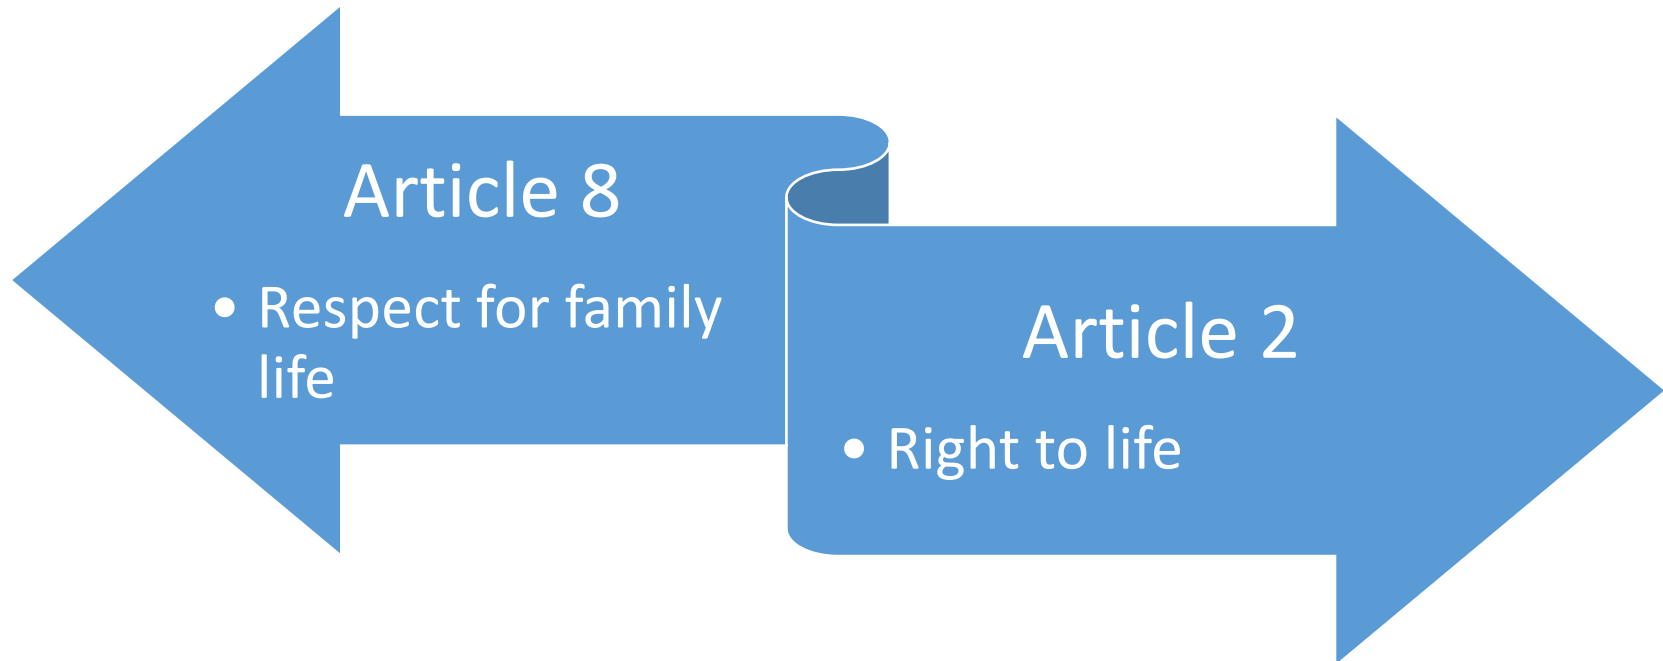 Article 8
• Respect for family
life
Article 2
• Right to life